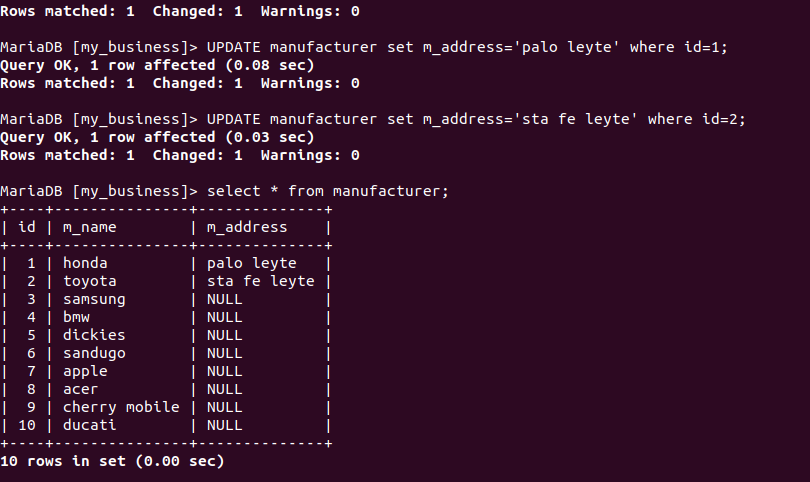 Rows matched: 1  Changed: 1  Warnings: 0
MariaDB [my_business]> UPDATE manufacturer set m_address='palo leyte' where id=1;
Query OK, 1 row affected (0.08 sec)
Rows matched: 1  Changed: 1  Warnings: 0
MariaDB [my_business]> UPDATE manufacturer set m_address='sta fe leyte' where id=2;
Query OK, 1 row affected (0.03 sec)
Rows matched: 1  Changed: 1  Warnings: 0
MariaDB [my_business]> select * from manufacturer;
+----+---------------+--------------+
| id | m_name        | m_address    |
+----+---------------+--------------+
|  1 | honda         | palo leyte   |
|  2 | toyota        | sta fe leyte |
|  3 | samsung       | NULL         |
|  4 | bmw           | NULL         |
|  5 | dickies       | NULL         |
|  6 | sandugo       | NULL         |
|  7 | apple         | NULL         |
|  8 | acer          | NULL         |
|  9 | cherry mobile | NULL         |
| 10 | ducati        | NULL         |
+----+---------------+--------------+
10 rows in set (0.00 sec)